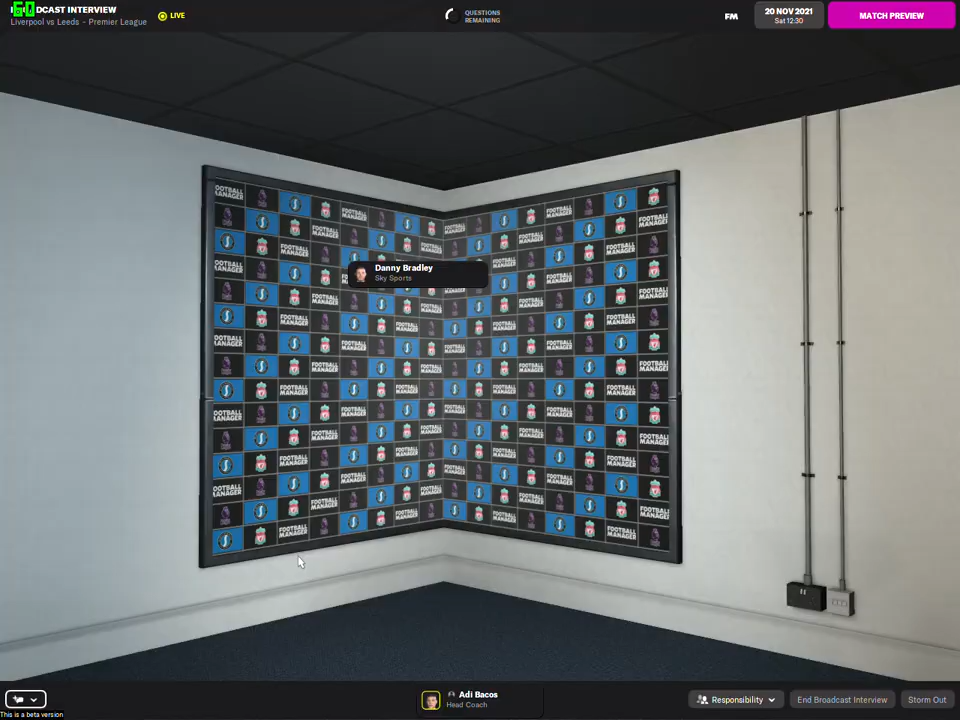 60
DCAST INTERVIEW
Liverpool vs Leeds - Premier League
LIVE
QUESTIONS
REMAINING
FM
20 NOV 2021
Sat 12:30
MATCH PREVIEW
FOOTBALL
MANAGER
Danny Bradley
Sky Sports
Adi Bacos
Head Coach
Responsibility
End Broadcast Interview
Storm Out
This is a beta version